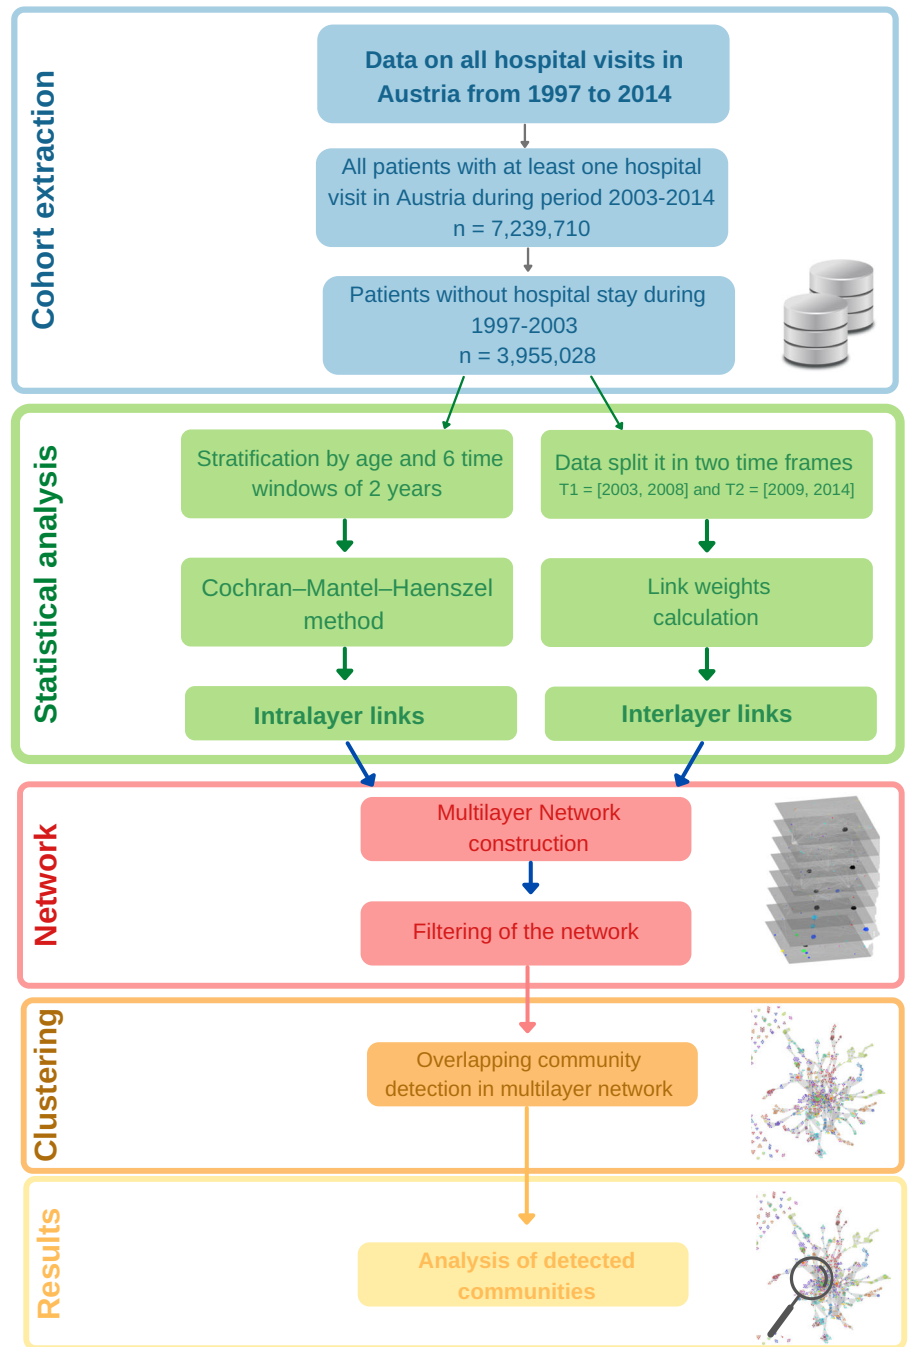 Cohort extraction
Data on all hospital visits in
Austria from 1997 to 2014
All patients with at least one hospital
visit in Austria during period 2003-2014
n = 7,239,710
Patients without hospital stay during
1997-2003
n = 3,955,028
Statistical analysis
Stratification by age and 6 time
windows of 2 years
Cochran–Mantel–Haenszel
method
Intralayer links
Data split it in two time frames
T1 = [2003, 2008] and T2 = [2009, 2014]
Link weights
calculation
Interlayer links
Network
Multilayer Network
construction
Filtering of the network
Clustering
Overlapping community
detection in multilayer network
Results
Analysis of detected
communities